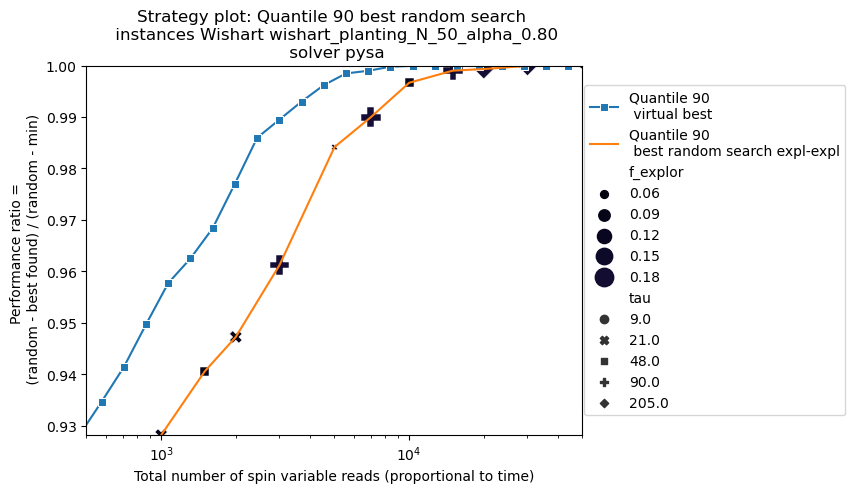 Strategy plot: Quantile 90 best random search
instances Wishart wishart_planting_N_50_alpha_0.80
solver pysa
Performance ratio =
(random - best found) / (random - min)
1.00
0.99
0.98
0.97
0.96
0.95
0.94
0.93
10³
10⁴
Total number of spin variable reads (proportional to time)
Quantile 90
virtual best
Quantile 90
best random search expl-expl
f_explor
0.06
0.09
0.12
0.15
0.18
tau
9.0
21.0
48.0
90.0
205.0